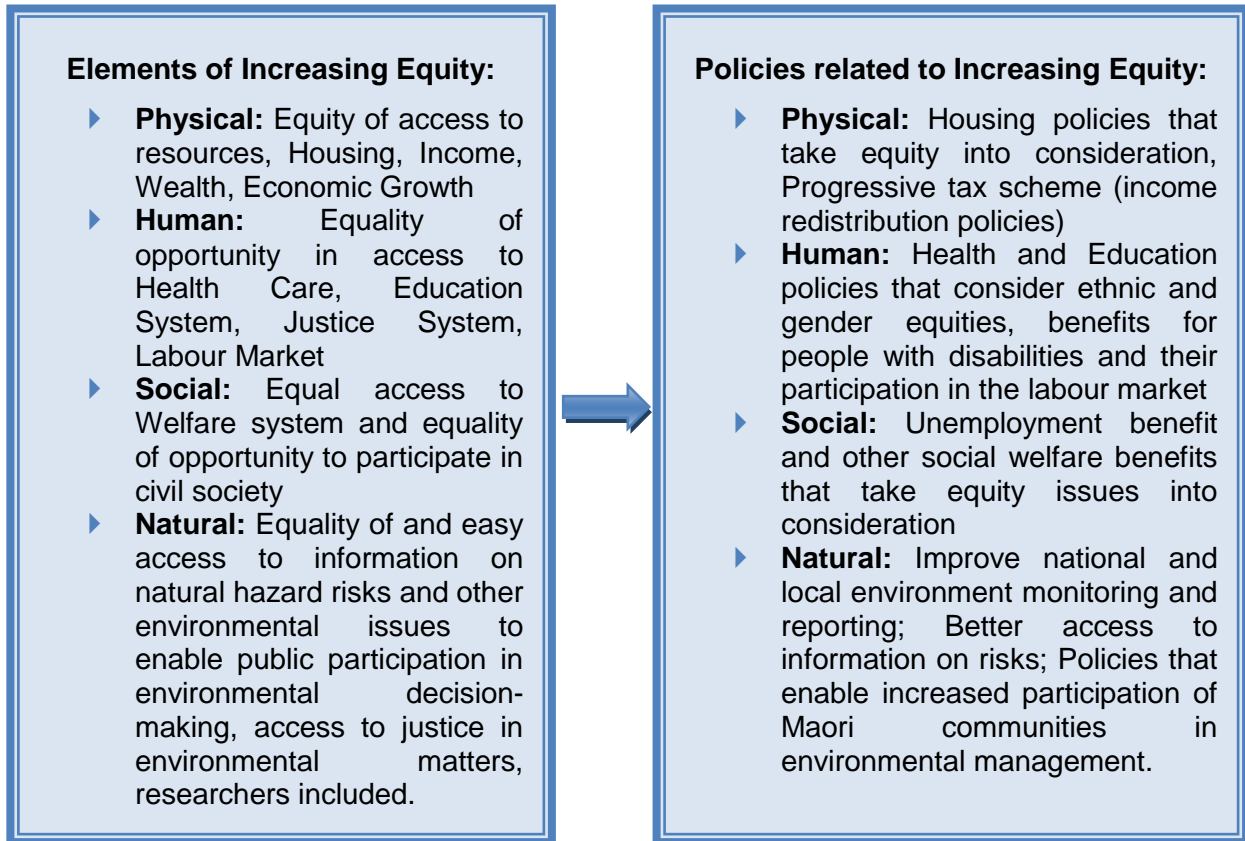 Elements of Increasing Equity:
Physical: Equity of access to
resources, Housing, Income,
Wealth, Economic Growth
Human: Equality of
opportunity in access to
Health Care, Education
System, Justice System,
Labour Market
Social: Equal access to
Welfare system and equality
of opportunity to participate in
civil society
Natural: Equality of and easy
access to information on
natural hazard risks and other
environmental issues to
enable public participation in
environmental decision-
making, access to justice in
environmental matters,
researchers included.
Policies related to Increasing Equity:
Physical: Housing policies that
take equity into consideration,
Progressive tax scheme (income
redistribution policies)
Human: Health and Education
policies that consider ethnic and
gender equities, benefits for
people with disabilities and their
participation in the labour market
Social: Unemployment benefit
and other social welfare benefits
that take equity issues into
consideration
Natural: Improve national and
local environment monitoring and
reporting; Better access to
information on risks; Policies that
enable increased participation of
Maori communities in
environmental management.